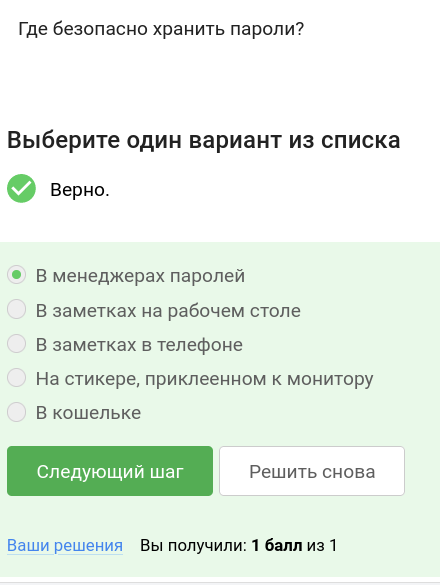 Где безопасно хранить пароли?
Выберите один вариант из списка
Верно.
В менеджерах паролей
В заметках на рабочем столе
В заметках в телефоне
На стикере, приклеенном к монитору
В кошельке
Следующий шаг Решить снова
Ваши решения Вы получили: 1 балл из 1